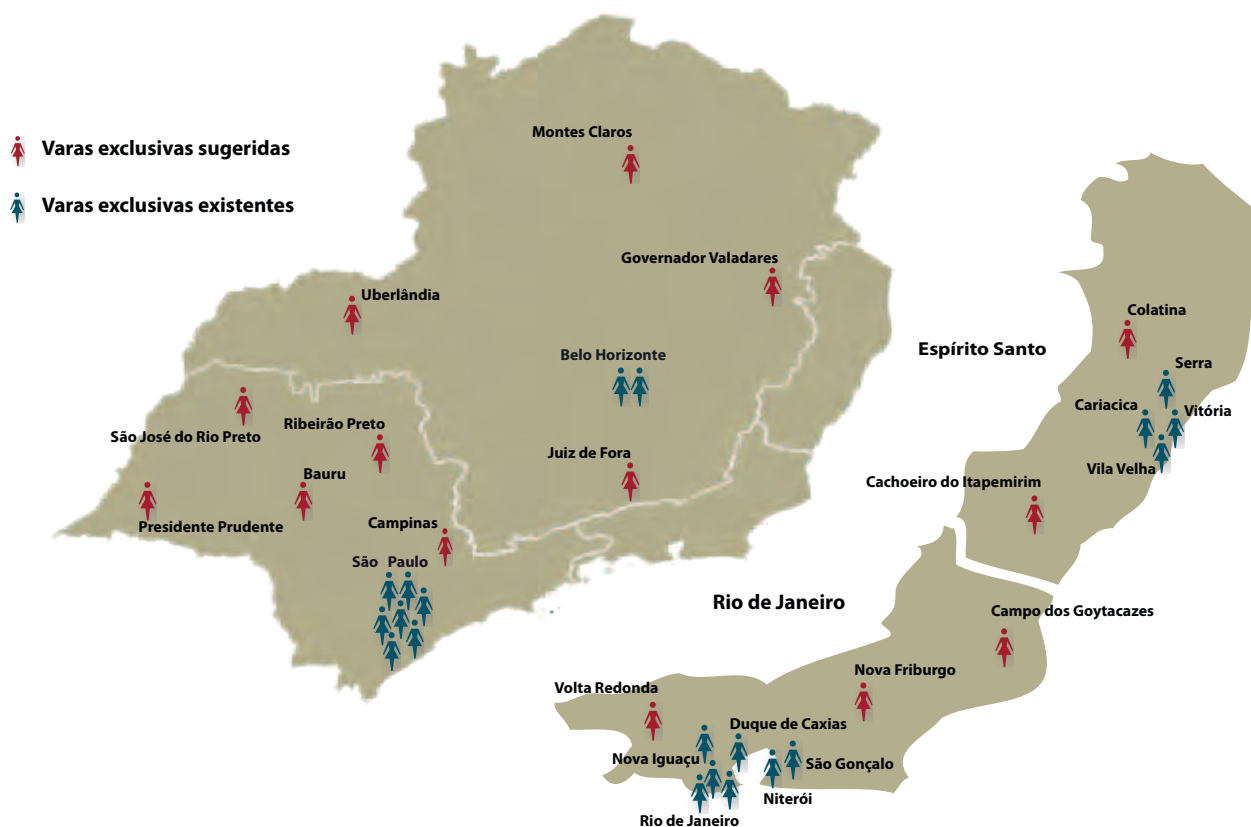 Montes Claros
Varas exclusivas sugeridas
Varas exclusivas existentes
Governador Valadares
Uberlândia
Colatina
Espírito Santo
Belo Horizonte
Serra
Cariacica
Vitória
São José do Rio Preto
Ribeirão Preto
Juiz de Fora
Vila Velha
Bauru
Cachoeiro do Itapemirim
Presidente Prudente
Campinas
São Paulo
Rio de Janeiro
Campo dos Goytacazes
Nova Friburgo
Volta Redonda
Duque de Caxias
Nova Iguaçu
São Gonçalo
Niterói
Rio de Janeiro